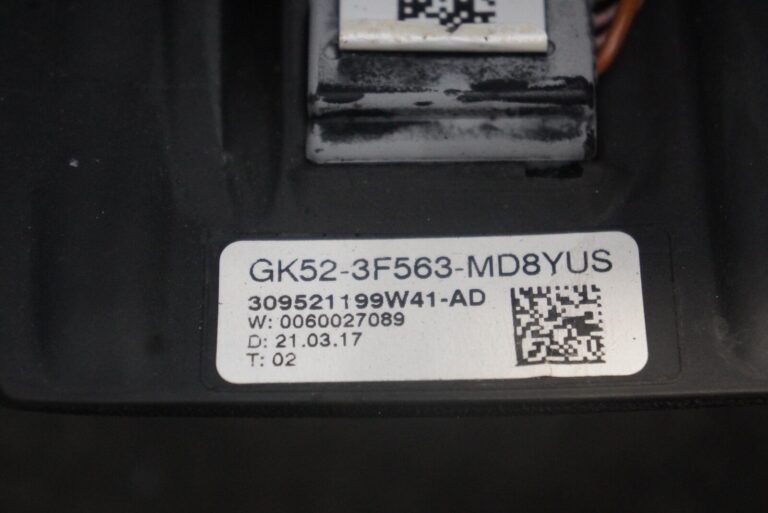 GK52-3F563-MD8YUS
309521199W41-AD
W: 0060027089
D: 21.03.17
T: 02